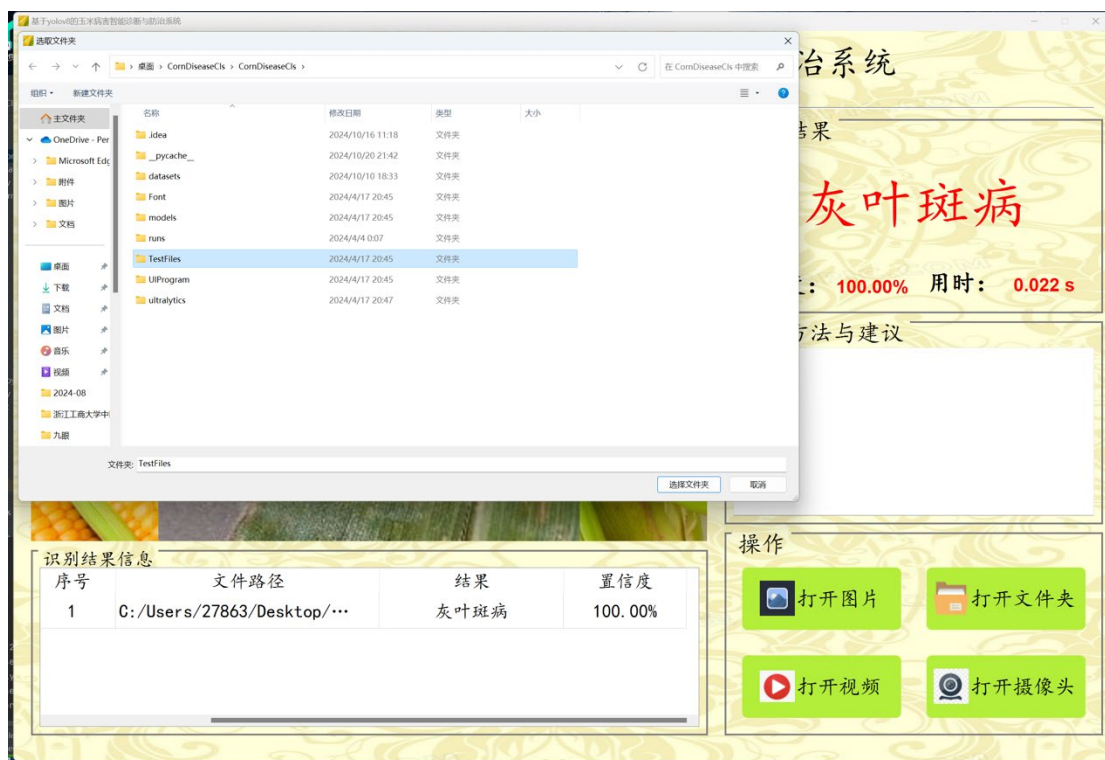 基于yolov8的玉米病害智能诊断与防治系统
选取文件夹
桌面 › CornDiseaseCls › CornDiseaseCls ›
在 CornDiseaseCls 中搜索
组织 新建文件夹
主文件夹
OneDrive - Per
Microsoft Edg
附件
图片
文档
桌面
下载
文档
图片
音乐
视频
2024-08
浙江工商大学中
九眼
名称 修改日期 类型 大小
.idea 2024/10/16 11:18 文件夹
__pycache__ 2024/10/20 21:42 文件夹
datasets 2024/10/10 18:33 文件夹
Font 2024/4/17 20:45 文件夹
models 2024/4/17 20:45 文件夹
runs 2024/4/4 0:07 文件夹
TestFiles 2024/4/17 20:45 文件夹
UIProgram 2024/4/17 20:45 文件夹
ultralytics 2024/4/17 20:47 文件夹
文件夹: TestFiles
选择文件夹 取消
治系统
结果
灰叶斑病
: 100.00% 用时: 0.022 s
方法与建议
识别结果信息
序号 文件路径 结果 置信度
1 C:/Users/27863/Desktop/… 灰叶斑病 100.00%
操作
打开图片 打开文件夹
打开视频 打开摄像头